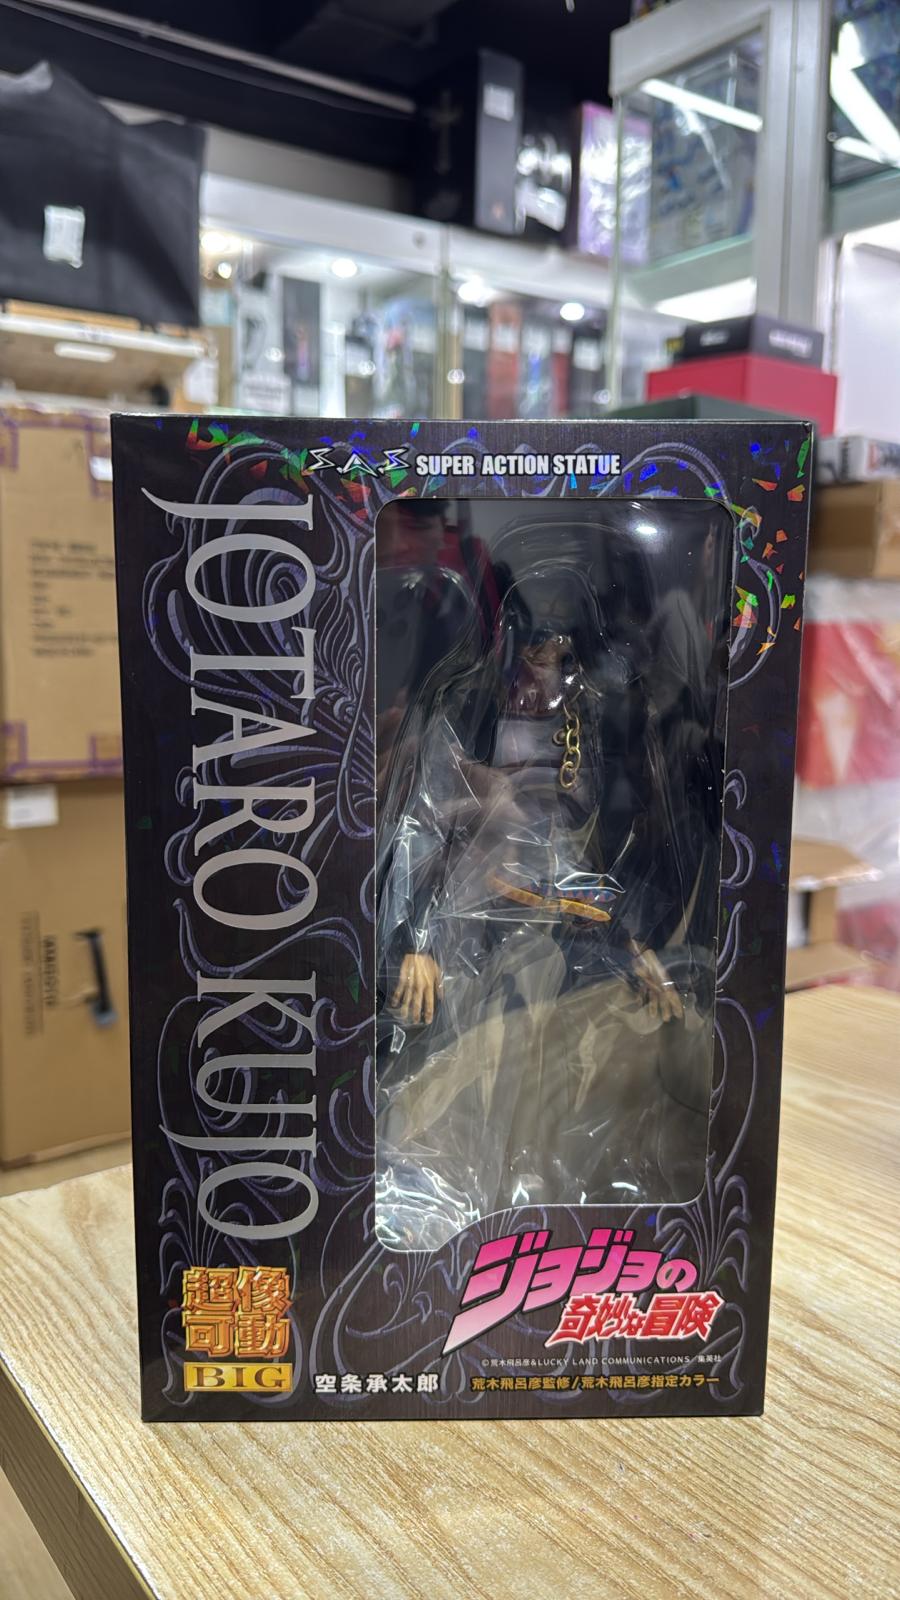 S.A.S SUPER ACTION STATUE
JOTARO KUJO
超像
可動
BIG
空条承太郎
ジョジョの
奇妙な冒険
©荒木飛呂彦&LUCKY LAND COMMUNICATIONS/集英社
荒木飛呂彦監修/荒木飛呂彦指定カラー